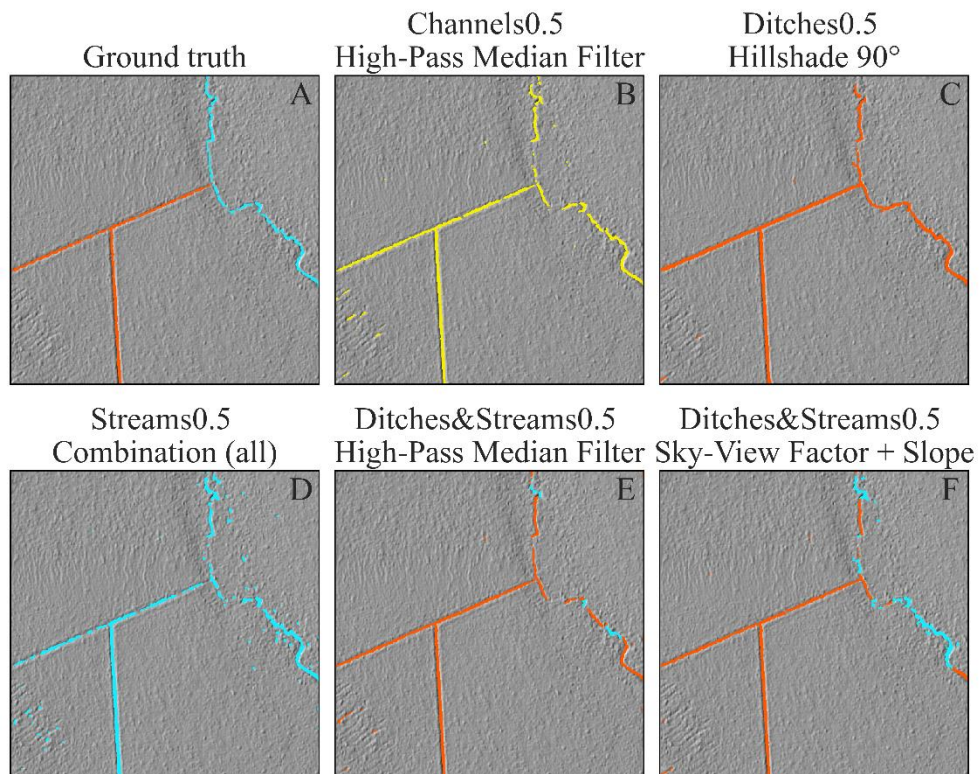 Ground truth
A
Channels0.5
High-Pass Median Filter
B
Ditches0.5
Hillshade 90°
C
Streams0.5
Combination (all)
D
Ditches&Streams0.5
High-Pass Median Filter
E
Ditches&Streams0.5
Sky-View Factor + Slope
F